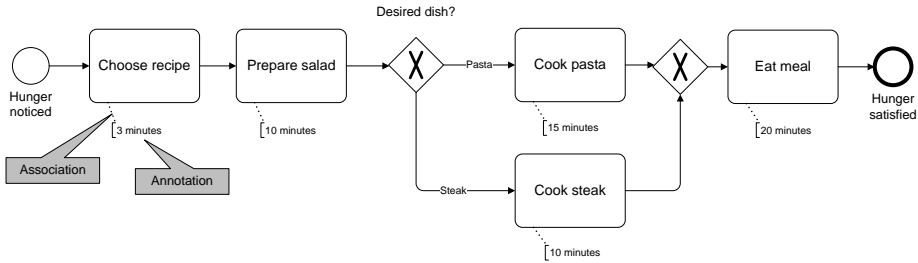 Desired dish?
Choose recipe
Prepare salad
Pasta
Cook pasta
Eat meal
Hunger
noticed
Hunger
satisfied
3 minutes
10 minutes
15 minutes
20 minutes
Association
Annotation
Steak
Cook steak
10 minutes